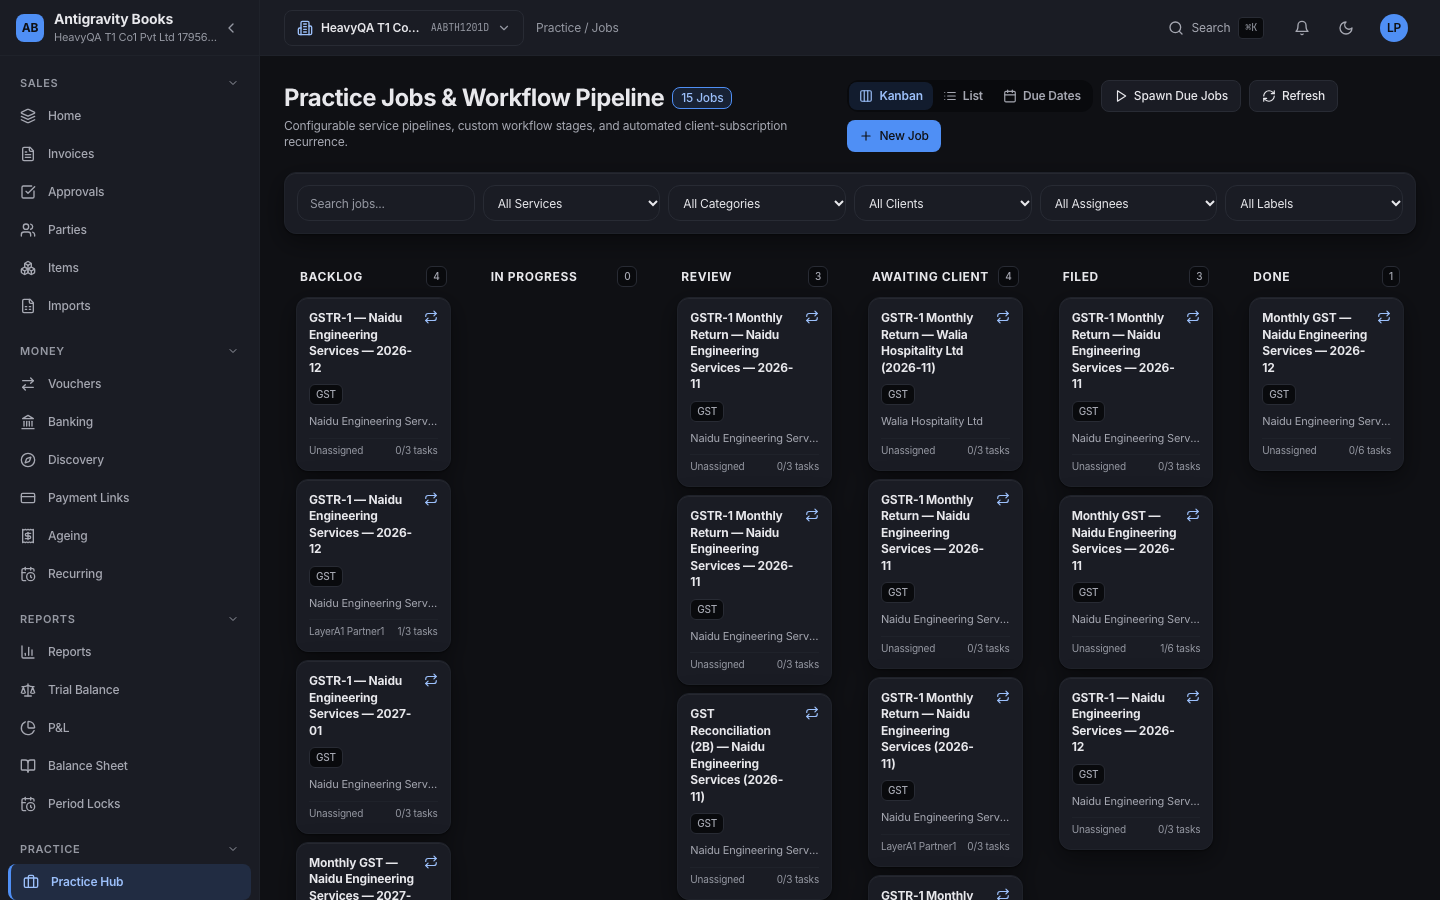 AB
Antigravity Books
HeavyQA T1 Co1 Pvt Ltd 17956...
SALES
Home
Invoices
Approvals
Parties
Items
Imports
MONEY
Vouchers
Banking
Discovery
Payment Links
Ageing
Recurring
REPORTS
Reports
Trial Balance
P&L
Balance Sheet
Period Locks
PRACTICE
Practice Hub
HeavyQA T1 Co... AABTH1201D
Practice / Jobs
Search ⌘K
LP
Practice Jobs & Workflow Pipeline 15 Jobs
Configurable service pipelines, custom workflow stages, and automated client-subscription
recurrence.
Kanban List Due Dates Spawn Due Jobs Refresh
New Job
Search jobs... All Services All Categories All Clients All Assignees All Labels
BACKLOG 4
GSTR-1 — Naidu
Engineering
Services — 2026-
12
GST
Naidu Engineering Serv...
Unassigned 0/3 tasks
GSTR-1 — Naidu
Engineering
Services — 2026-
12
GST
Naidu Engineering Serv...
LayerA1 Partner1 1/3 tasks
GSTR-1 — Naidu
Engineering
Services — 2027-
01
GST
Naidu Engineering Serv...
Unassigned 0/3 tasks
Monthly GST —
Naidu Engineering
Services — 2027-
IN PROGRESS 0
REVIEW 3
GSTR-1 Monthly
Return — Naidu
Engineering
Services — 2026-
11
GST
Naidu Engineering Serv...
Unassigned 0/3 tasks
GSTR-1 Monthly
Return — Naidu
Engineering
Services — 2026-
11
GST
Naidu Engineering Serv...
Unassigned 0/3 tasks
GST
Reconciliation
(2B) — Naidu
Engineering
Services (2026-
11)
GST
Naidu Engineering Serv...
Unassigned 0/3 tasks
AWAITING CLIENT 4
GSTR-1 Monthly
Return — Walia
Hospitality Ltd
(2026-11)
GST
Walia Hospitality Ltd
Unassigned 0/3 tasks
GSTR-1 Monthly
Return — Naidu
Engineering
Services — 2026-
11
GST
Naidu Engineering Serv...
Unassigned 0/3 tasks
GSTR-1 Monthly
Return — Naidu
Engineering
Services (2026-
11)
GST
Naidu Engineering Serv...
LayerA1 Partner1 0/3 tasks
GSTR-1 Monthly
FILED 3
GSTR-1 Monthly
Return — Naidu
Engineering
Services — 2026-
11
GST
Naidu Engineering Serv...
Unassigned 0/3 tasks
Monthly GST —
Naidu Engineering
Services — 2026-
11
GST
Naidu Engineering Serv...
Unassigned 1/6 tasks
GSTR-1 — Naidu
Engineering
Services — 2026-
12
GST
Naidu Engineering Serv...
Unassigned 0/3 tasks
DONE 1
Monthly GST —
Naidu Engineering
Services — 2026-
12
GST
Naidu Engineering Serv...
Unassigned 0/6 tasks